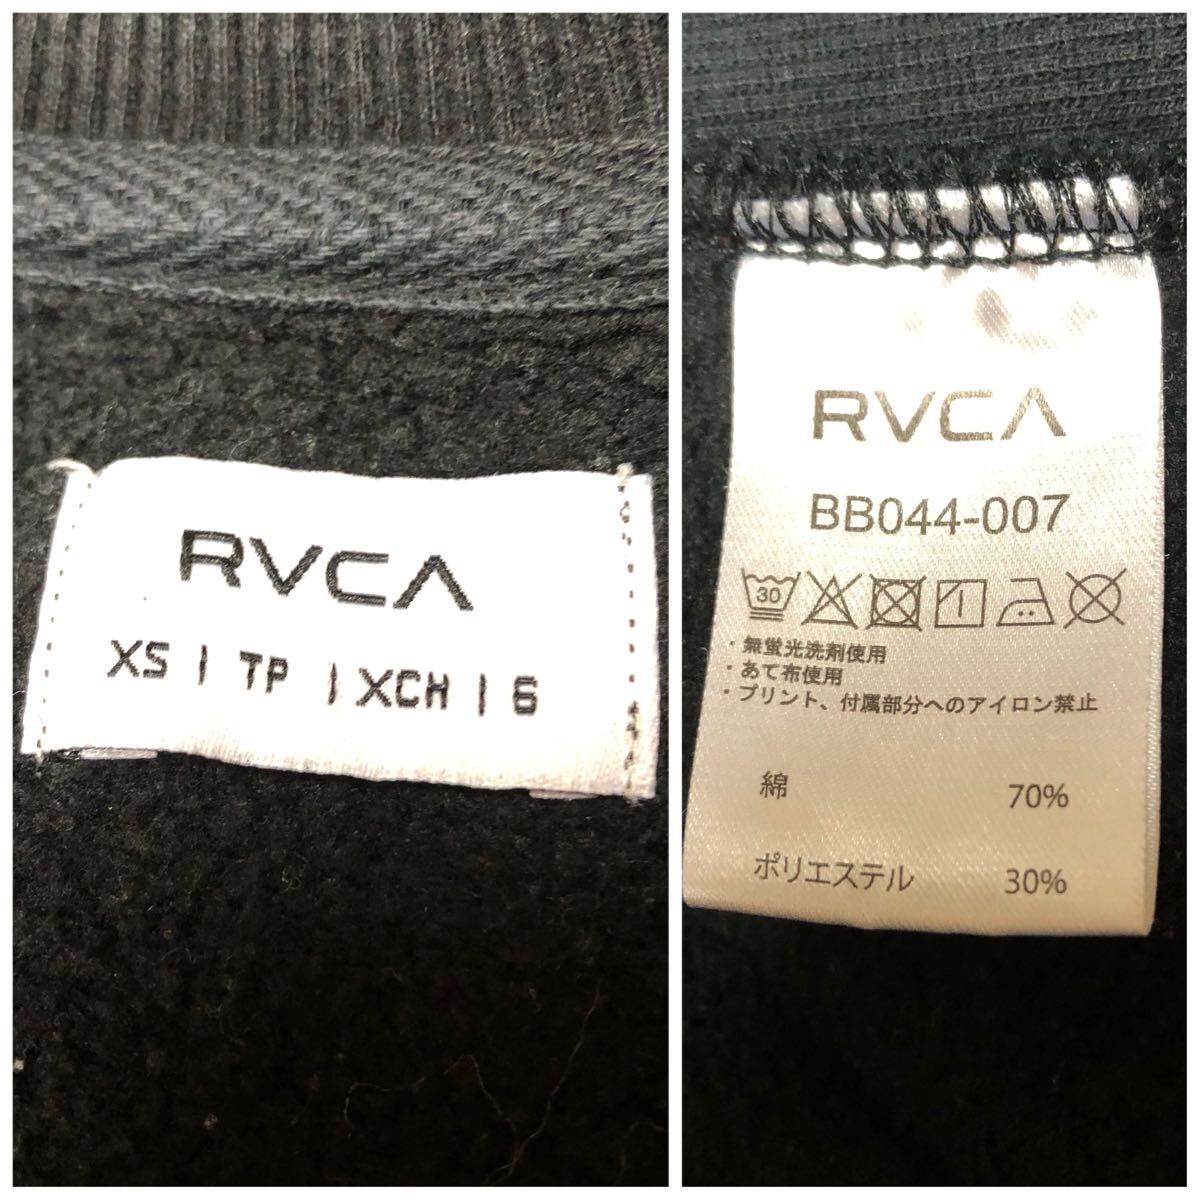 RVCA
XS | TP | XCH | 6
RVCA
BB044-007
30
・無蛍光洗剤使用
・あて布使用
・プリント、付属部分へのアイロン禁止
綿 70%
ポリエステル 30%